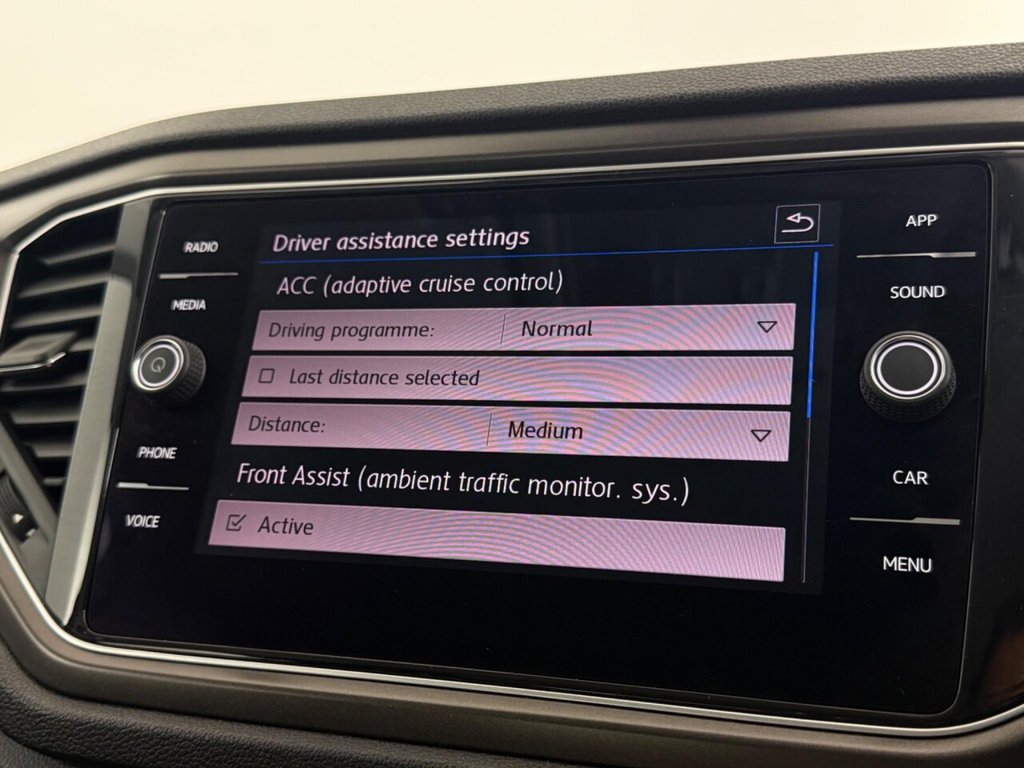 RADIO
MEDIA
PHONE
VOICE
Driver assistance settings
ACC (adaptive cruise control)
Driving programme: Normal
Last distance selected
Distance: Medium
Front Assist (ambient traffic monitor. sys.)
Active
APP
SOUND
CAR
MENU